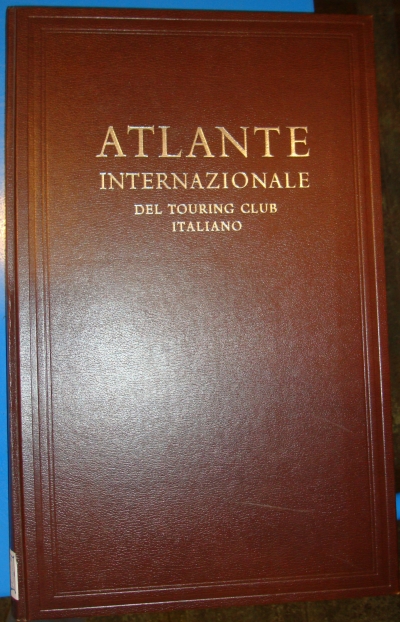 ATLANTE
INTERNAZIONALE
DEL TOURING CLUB
ITALIANO